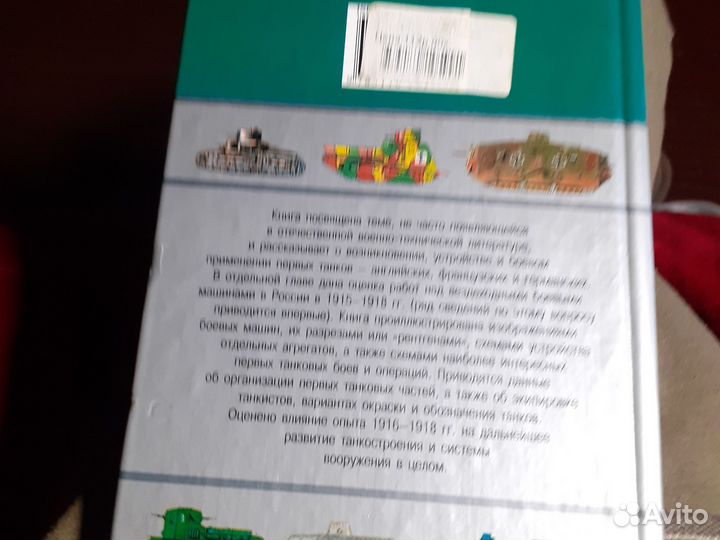 Книга посвящена теме, не часто появляющейся
в отечественной военно-технической литературе,
и рассказывает о возникновении, устройстве и боевом
применении первых танков – английских, французских и германских.
В отдельной главе дана оценка работ над вездеходными боевыми
машинами в России в 1915–1918 гг. (ряд сведений по этому вопросу
приводится впервые). Книга проиллюстрирована изображениями
боевых машин, их разрезами или «рентгенами», схемами устройства
отдельных агрегатов, а также схемами наиболее интересных
первых танковых боев и операций. Приводятся данные
об организации первых танковых частей, а также об экипировке
танкистов, вариантах окраски и обозначения танков.
Оценено влияние опыта 1916–1918 гг. на дальнейшее
развитие танкостроения и системы
вооружения в целом.
Avito